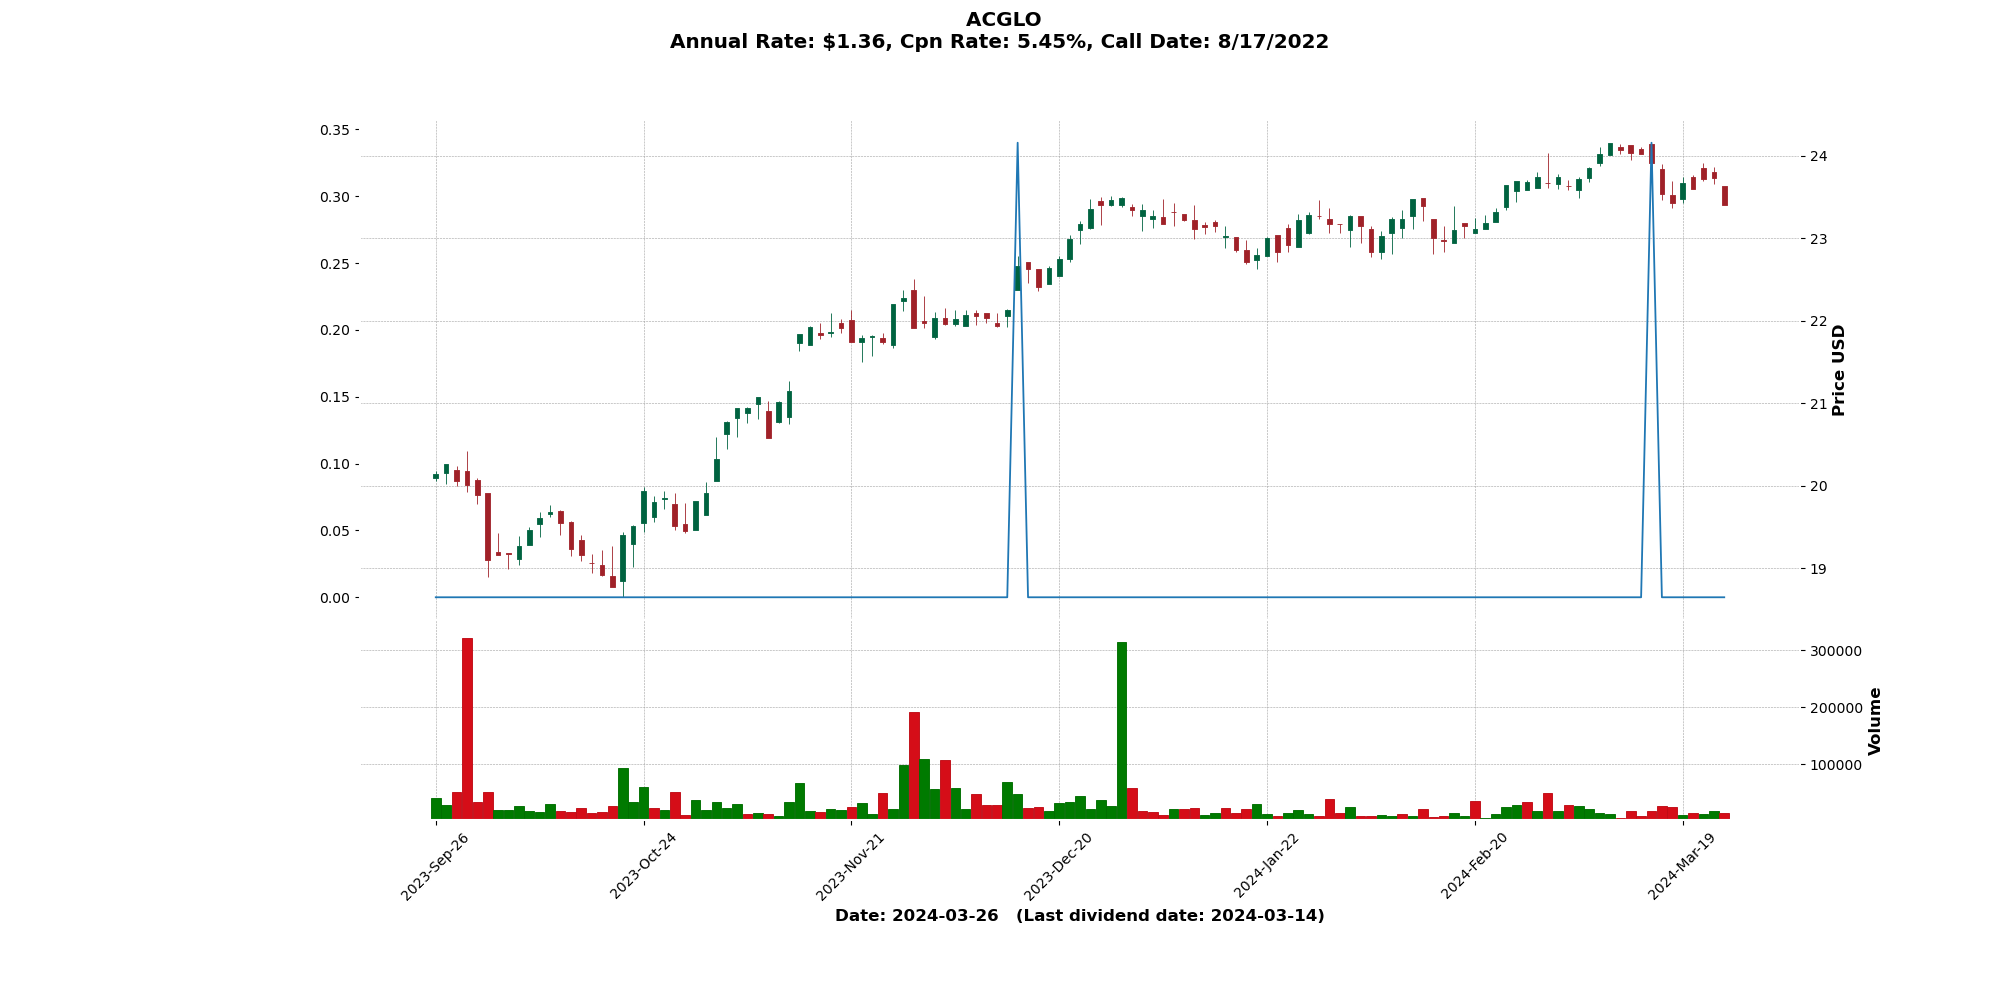 ACGLO
Annual Rate: $1.36, Cpn Rate: 5.45%, Call Date: 8/17/2022
0.35
0.30
0.25
0.20
0.15
0.10
0.05
0.00
24
23
22
21
20
19
Price USD
300000
200000
100000
Volume
2023-Sep-26
2023-Oct-24
2023-Nov-21
2023-Dec-20
2024-Jan-22
2024-Feb-20
2024-Mar-19
Date: 2024-03-26 (Last dividend date: 2024-03-14)